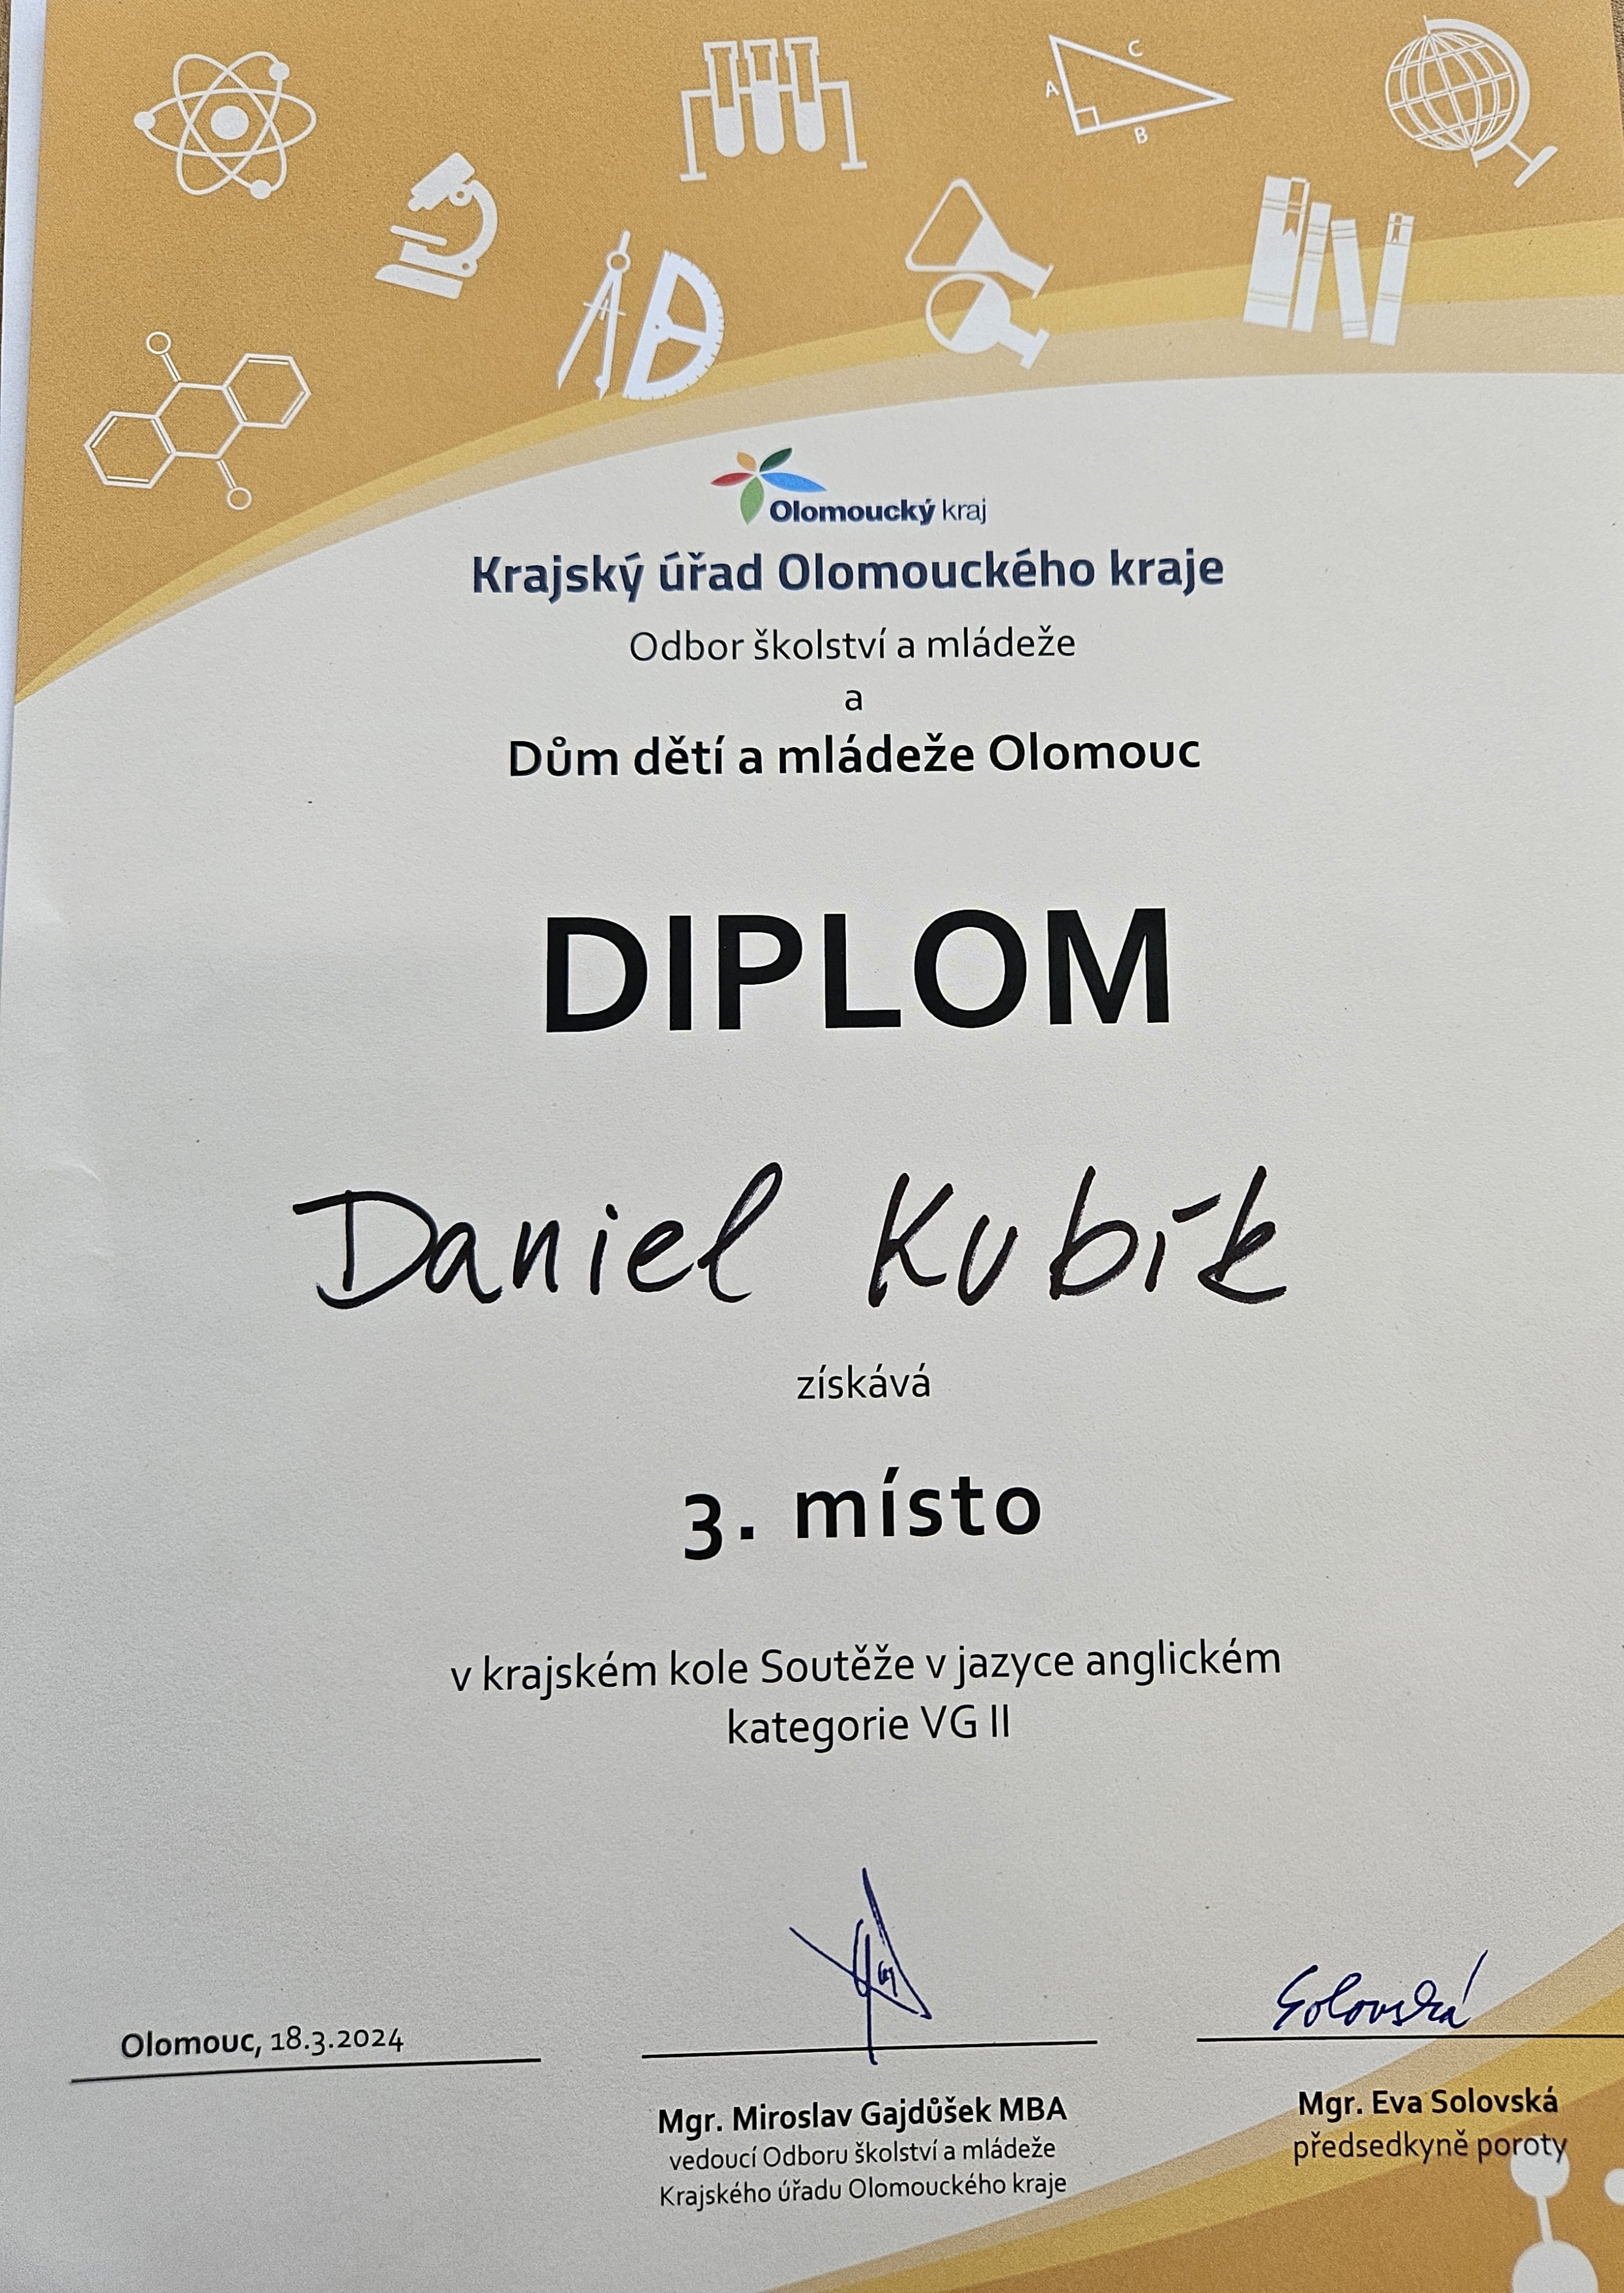 C
A
B
Olomoucký kraj
Krajský úřad Olomouckého kraje
Odbor školství a mládeže
a
Dům dětí a mládeže Olomouc
DIPLOM
Daniel Kubík
získává
3. místo
v krajském kole Soutěže v jazyce anglickém
kategorie VG II
Olomouc, 18.3.2024
Solovská
Mgr. Miroslav Gajdůšek MBA
vedoucí Odboru školství a mládeže
Krajského úřadu Olomouckého kraje
Mgr. Eva Solovská
předsedkyně poroty